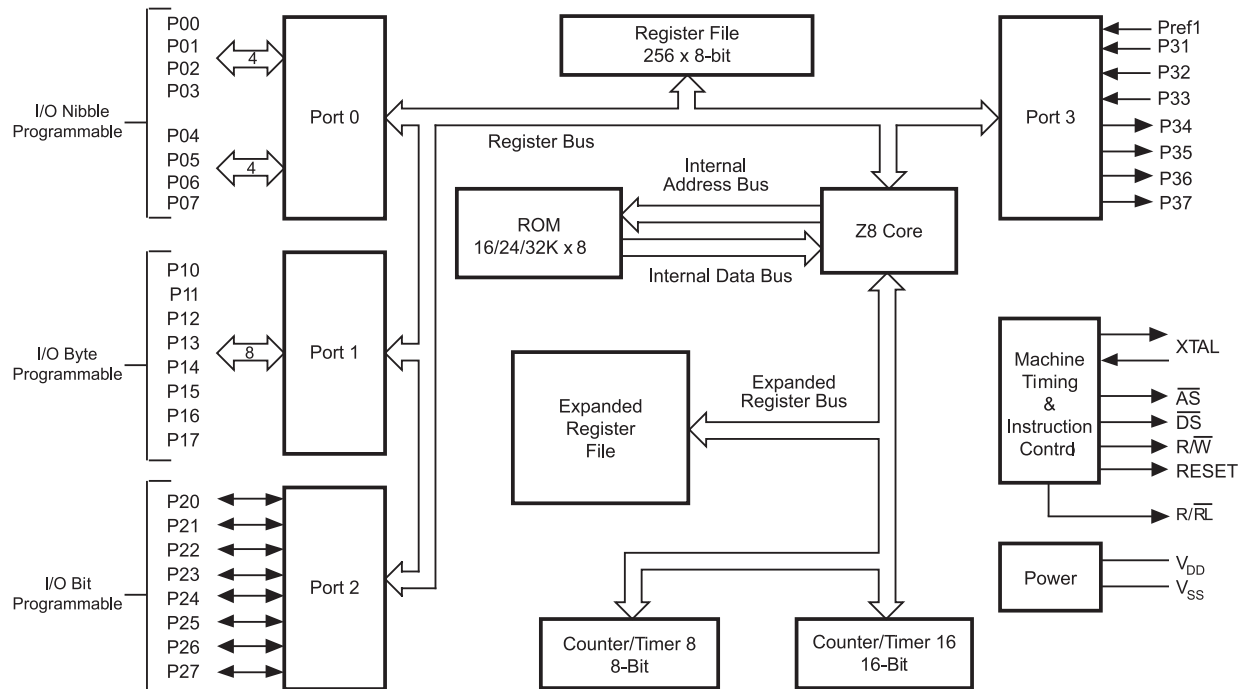 P00
P01
P02
P03
P04
P05
P06
P07
4
4
I/O Nibble
Programmable
Port 0
P10
P11
P12
P13
P14
P15
P16
P17
8
I/O Byte
Programmable
Port 1
P20
P21
P22
P23
P24
P25
P26
P27
I/O Bit
Programmable
Port 2
Register File
256 x 8-bit
Register Bus
Internal
Address Bus
ROM
16/24/32K x 8
Internal Data Bus
Z8 Core
Expanded
Register
File
Expanded
Register Bus
Counter/Timer 8
8-Bit
Counter/Timer 16
16-Bit
Port 3
Pref1
P31
P32
P33
P34
P35
P36
P37
Machine
Timing
&
Instruction
Control
XTAL
A̅S̅
D̅S̅
R/W̅
RESET
R/R̅L̅
Power
VDD
VSS